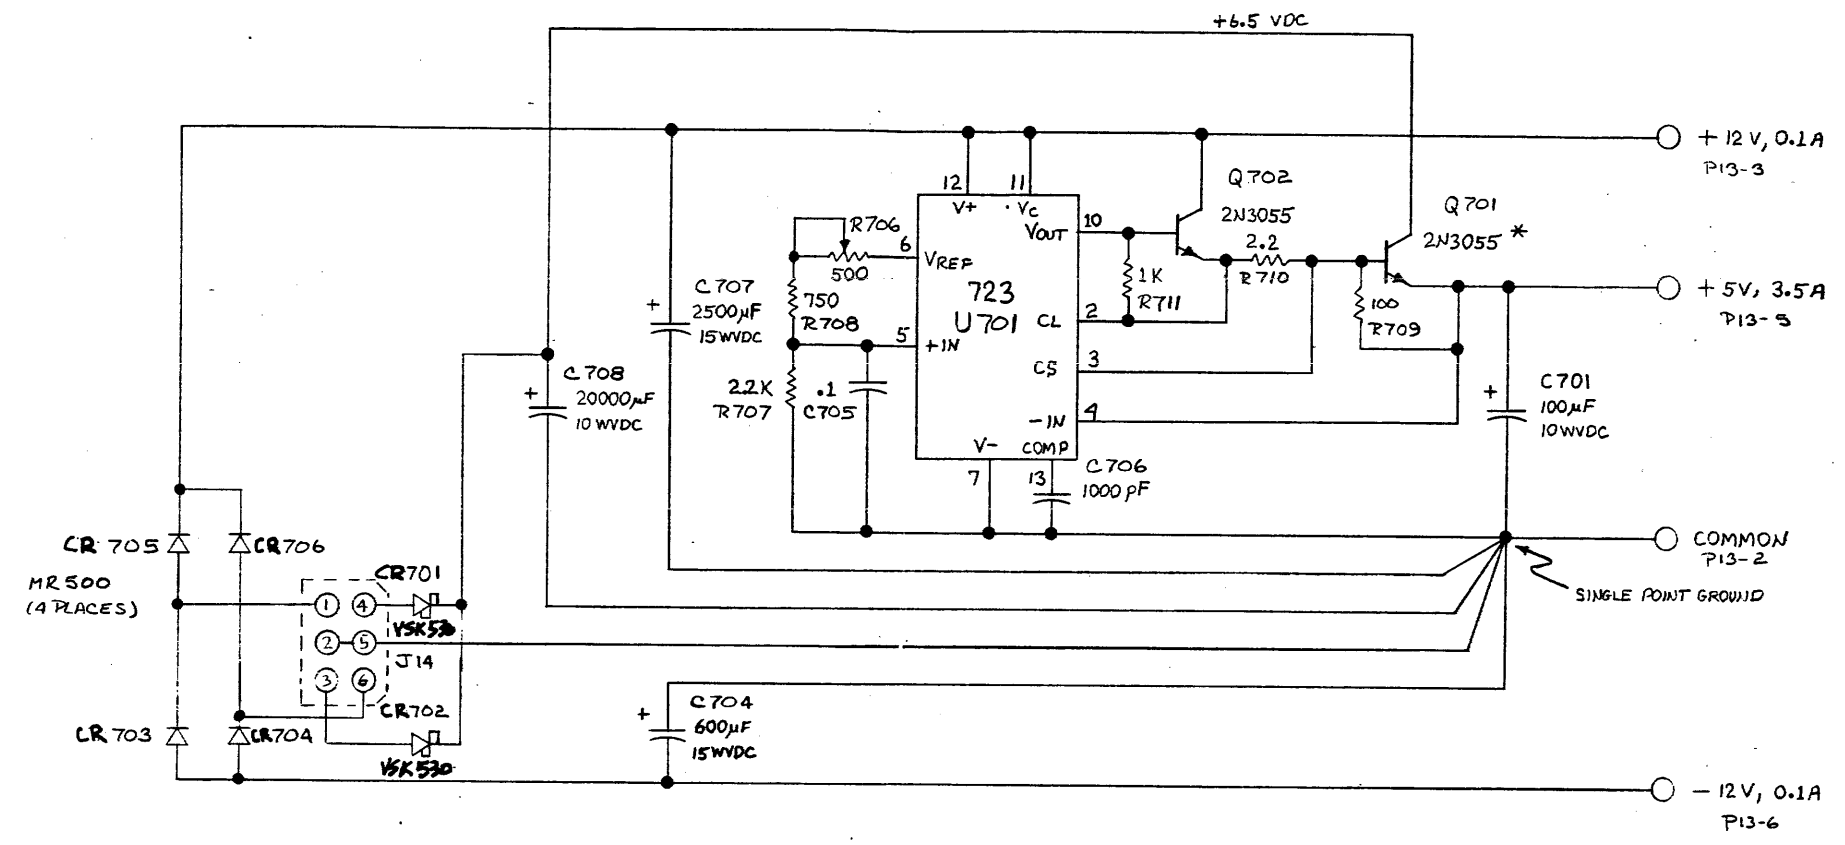 +6.5 VDC
+12V, 0.1A
P13-3
12
11
V+
VC
VOUT
10
Q702
2N3055
Q701
2N3055 *
R706
500
6
VREF
2.2
R710
1K
R711
+
C707
2500µF
15WVDC
750
R708
723
U701
CL
2
100
R709
+5V, 3.5A
P13-5
5
+IN
CS
3
+
C708
20000µF
10WVDC
2.2K
R707
.1
C705
-IN
4
+
C701
100µF
10WVDC
V-
COMP
7
13
C706
1000pF
CR705
CR706
COMMON
P13-2
MR500
(4 PLACES)
CR701
1
4
VSK530
SINGLE POINT GROUND
2
5
J14
3
6
CR702
CR703
CR704
VSK530
+
C704
600µF
15WVDC
-12V, 0.1A
P13-6